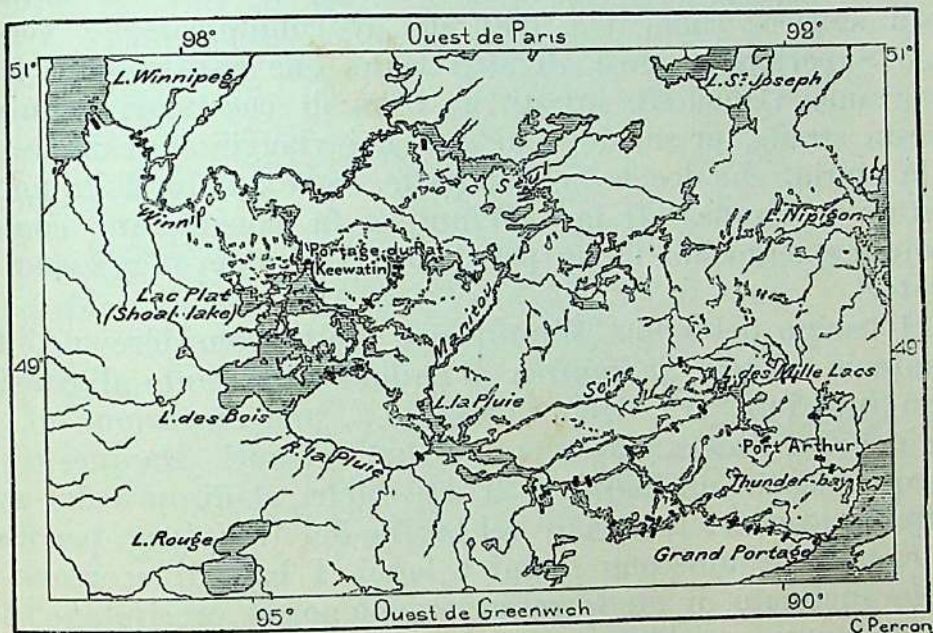 98°
Ouest de Paris
92
51°
51°
L. Winnipeg
L. St Joseph
Winnip
O C S
L. Nipigon
Portage du Rat
(Keewatin)
Lac Plat
(Shoal-lake)
Manitou
49°
49°
Seine
L. des Mille Lacs
L. des Bois
L. la Pluie
R. la Pluie
Port Arthur
Thunder-bay
L. Rouge
Grand Portage
95°
Ouest de Greenwich
90°
C Perron